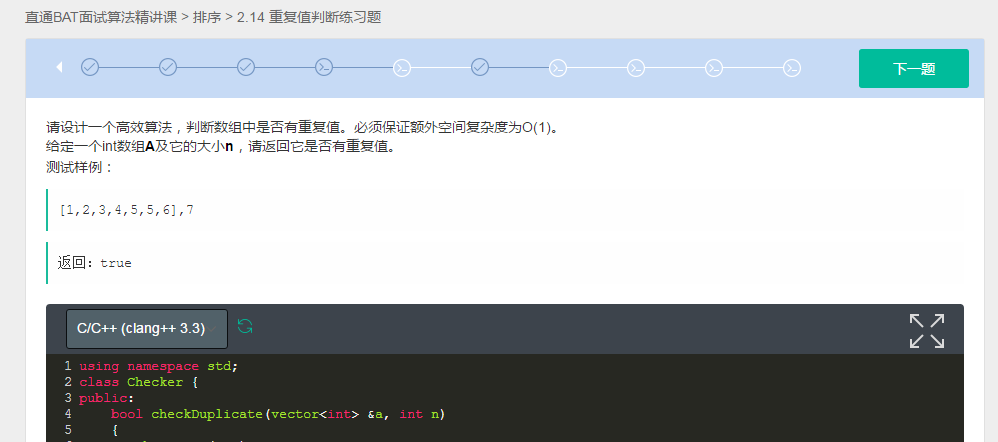 直通BAT面试算法精讲课 > 排序 > 2.14 重复值判断练习题
下一题
请设计一个高效算法，判断数组中是否有重复值。必须保证额外空间复杂度为O(1)。
给定一个int数组A及它的大小n，请返回它是否有重复值。
测试样例：
[1,2,3,4,5,5,6],7
返回：true
C/C++ (clang++ 3.3)
1 using namespace std;
2 class Checker {
3 public:
4     bool checkDuplicate(vector<int> &a, int n)
5     {